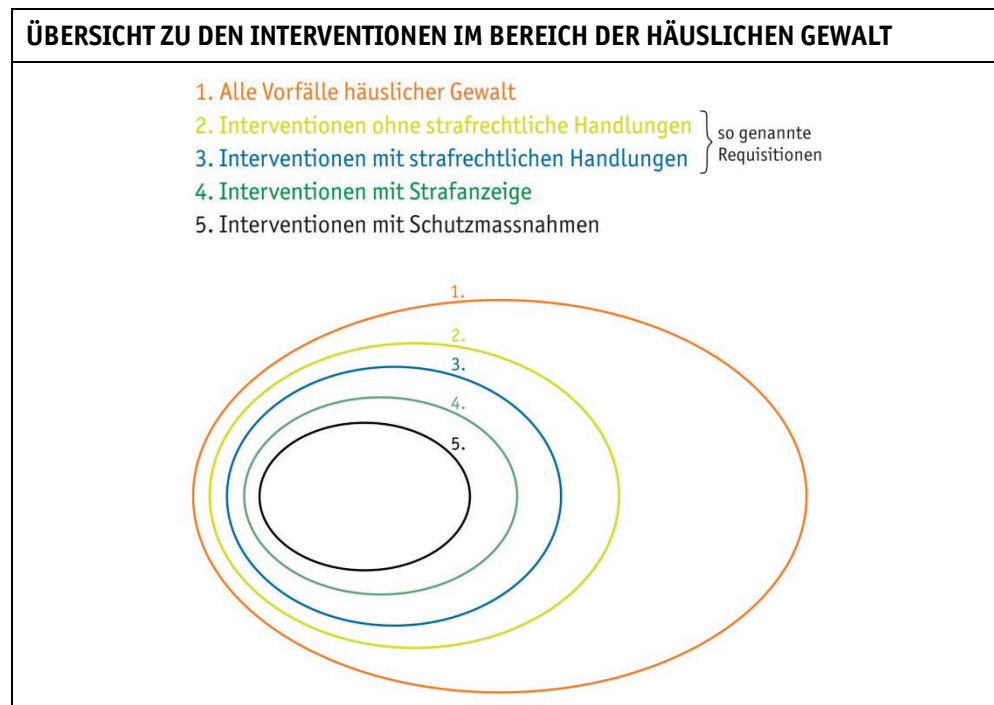 ÜBERSICHT ZU DEN INTERVENTIONEN IM BEREICH DER HÄUSLICHEN GEWALT
1. Alle Vorfälle häuslicher Gewalt
2. Interventionen ohne strafrechtliche Handlungen
3. Interventionen mit strafrechtlichen Handlungen
so genannte
Requisitionen
4. Interventionen mit Strafanzeige
5. Interventionen mit Schutzmassnahmen
1.
2.
3.
4.
5.